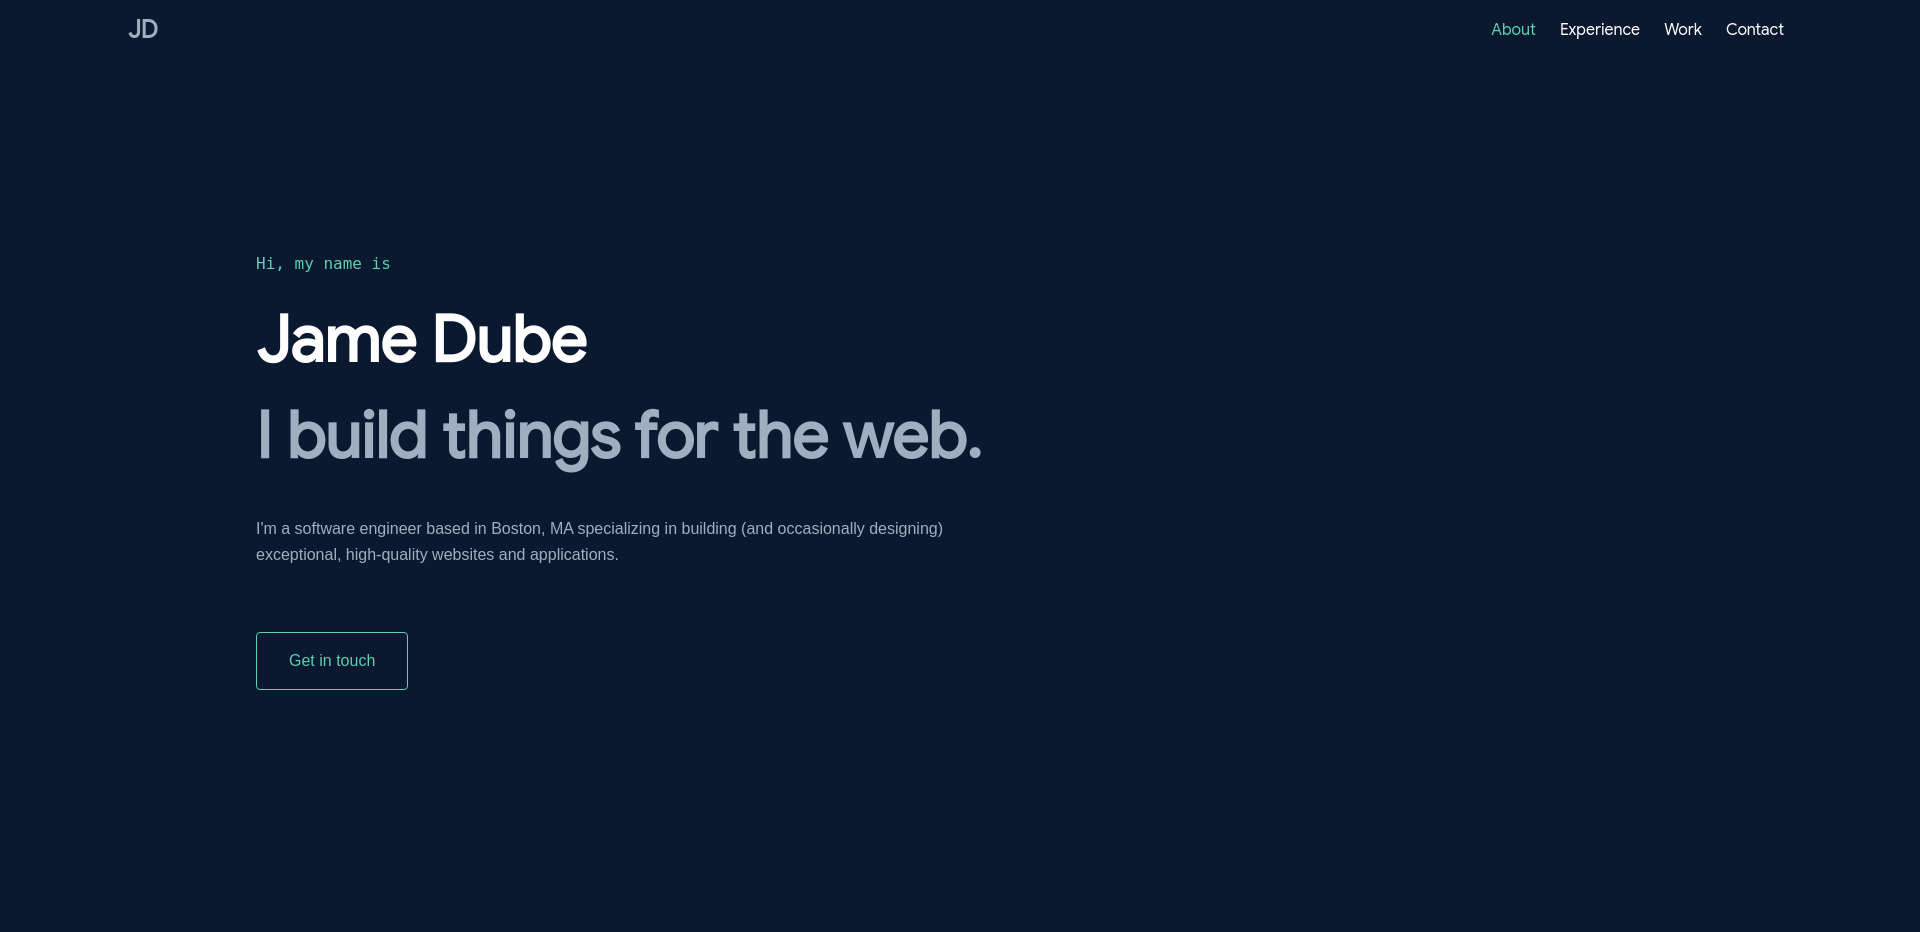 JD
About Experience Work Contact
Hi, my name is
Jame Dube
I build things for the web.
I'm a software engineer based in Boston, MA specializing in building (and occasionally designing)
exceptional, high-quality websites and applications.
Get in touch